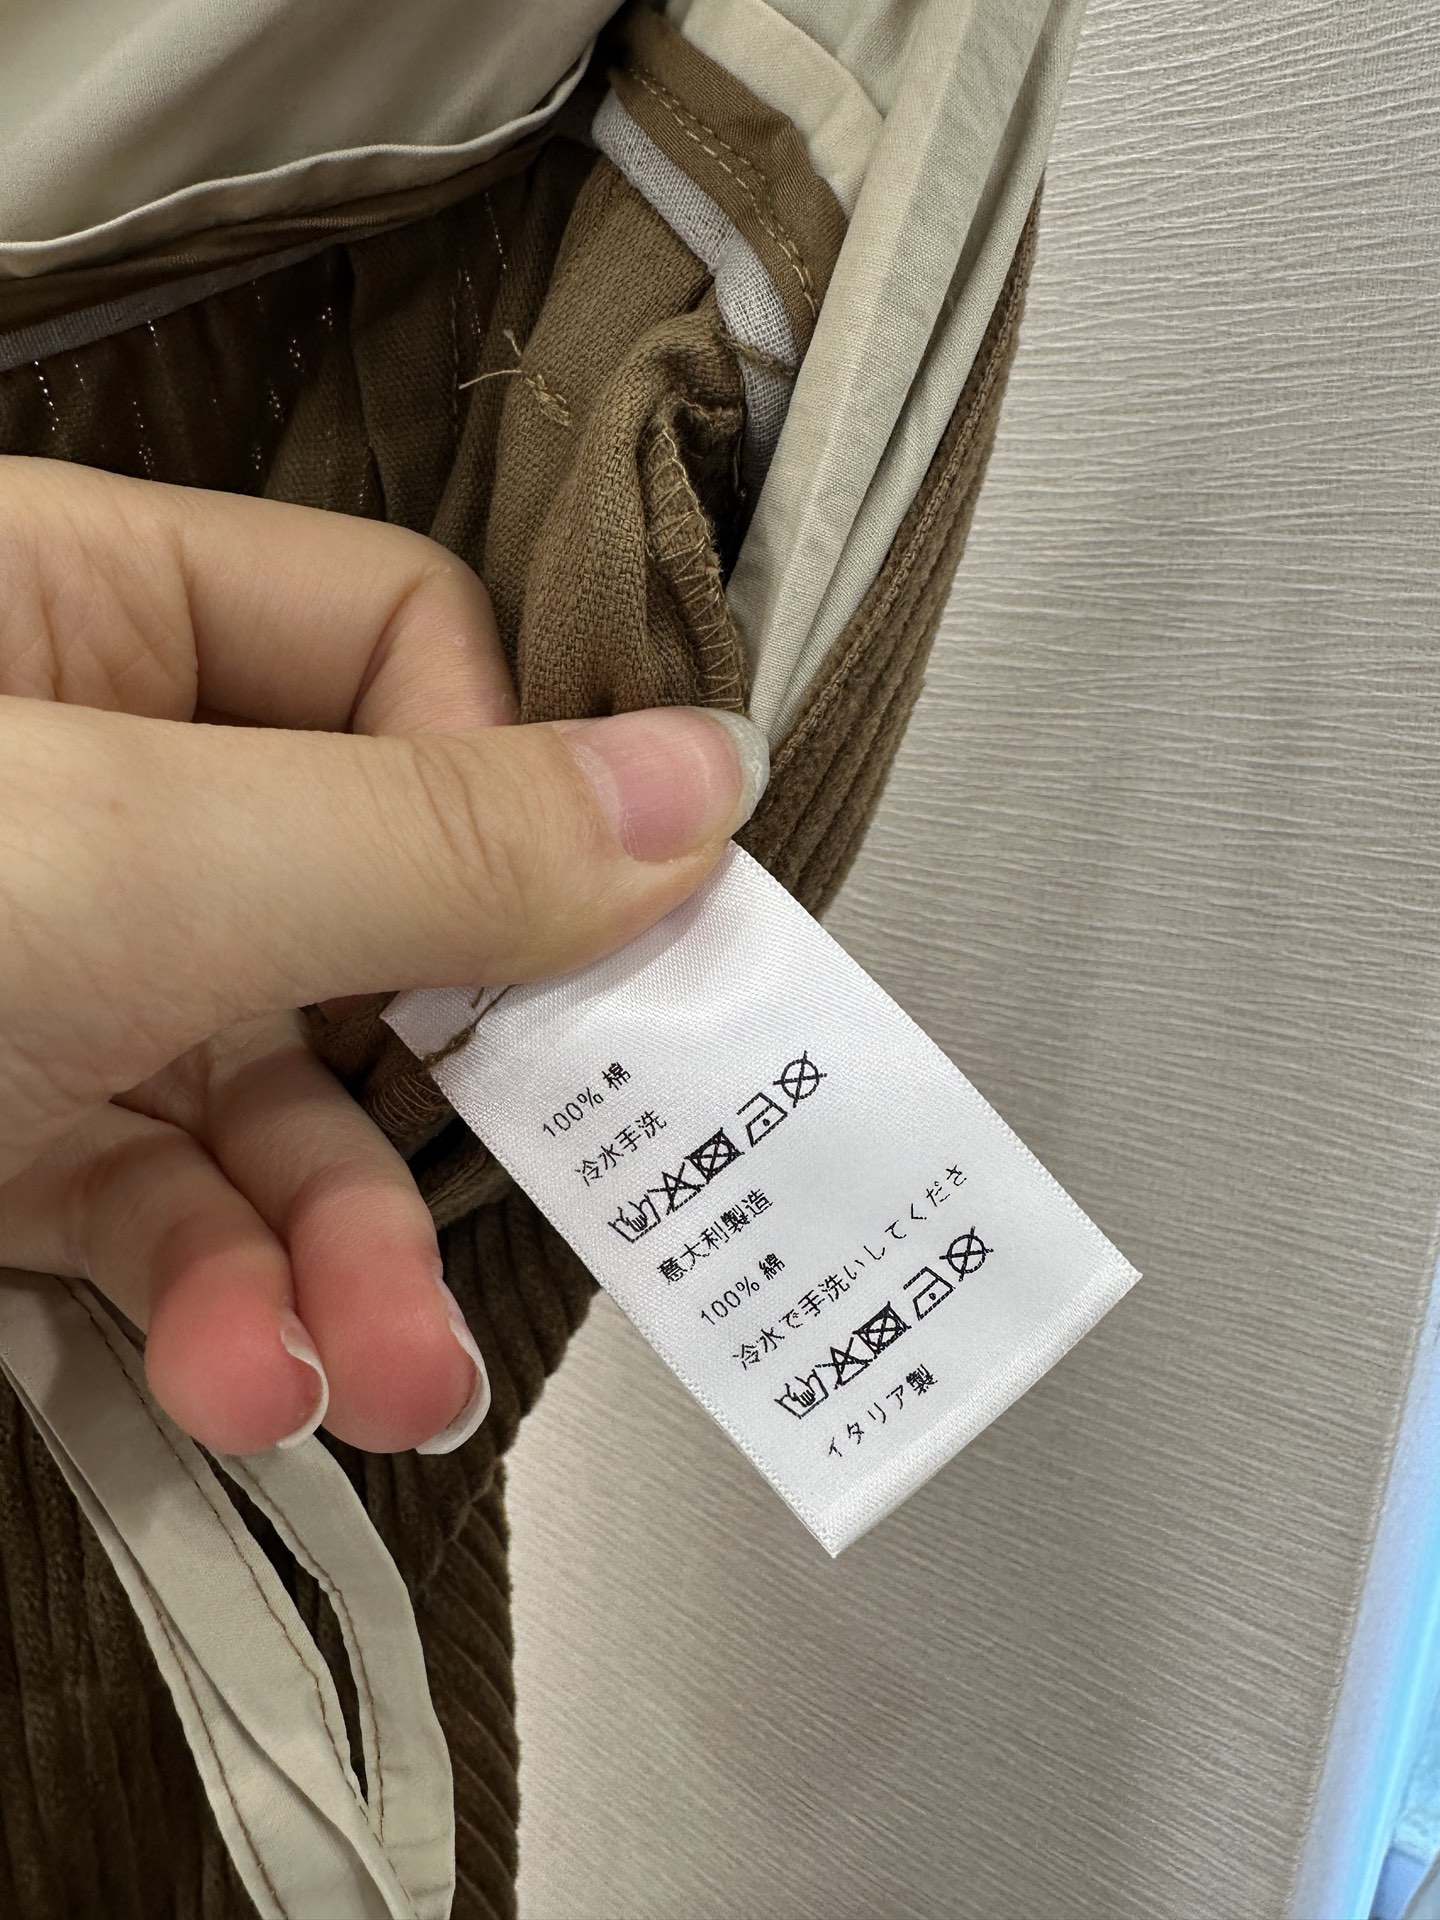 100% 棉
冷水手洗
意大利製造
100% 綿
冷水で手洗いしてくださ
イタリア製